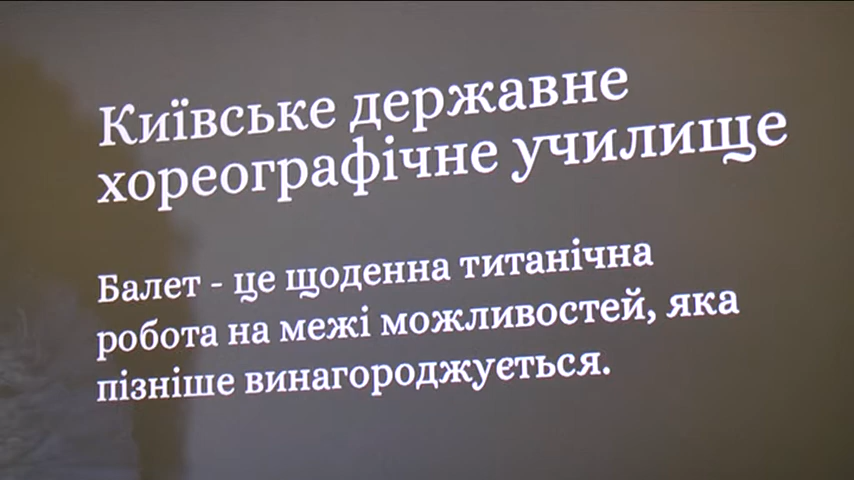 Київське державне
хореографічне училище
Балет - це щоденна титанічна
робота на межі можливостей, яка
пізніше винагороджується.